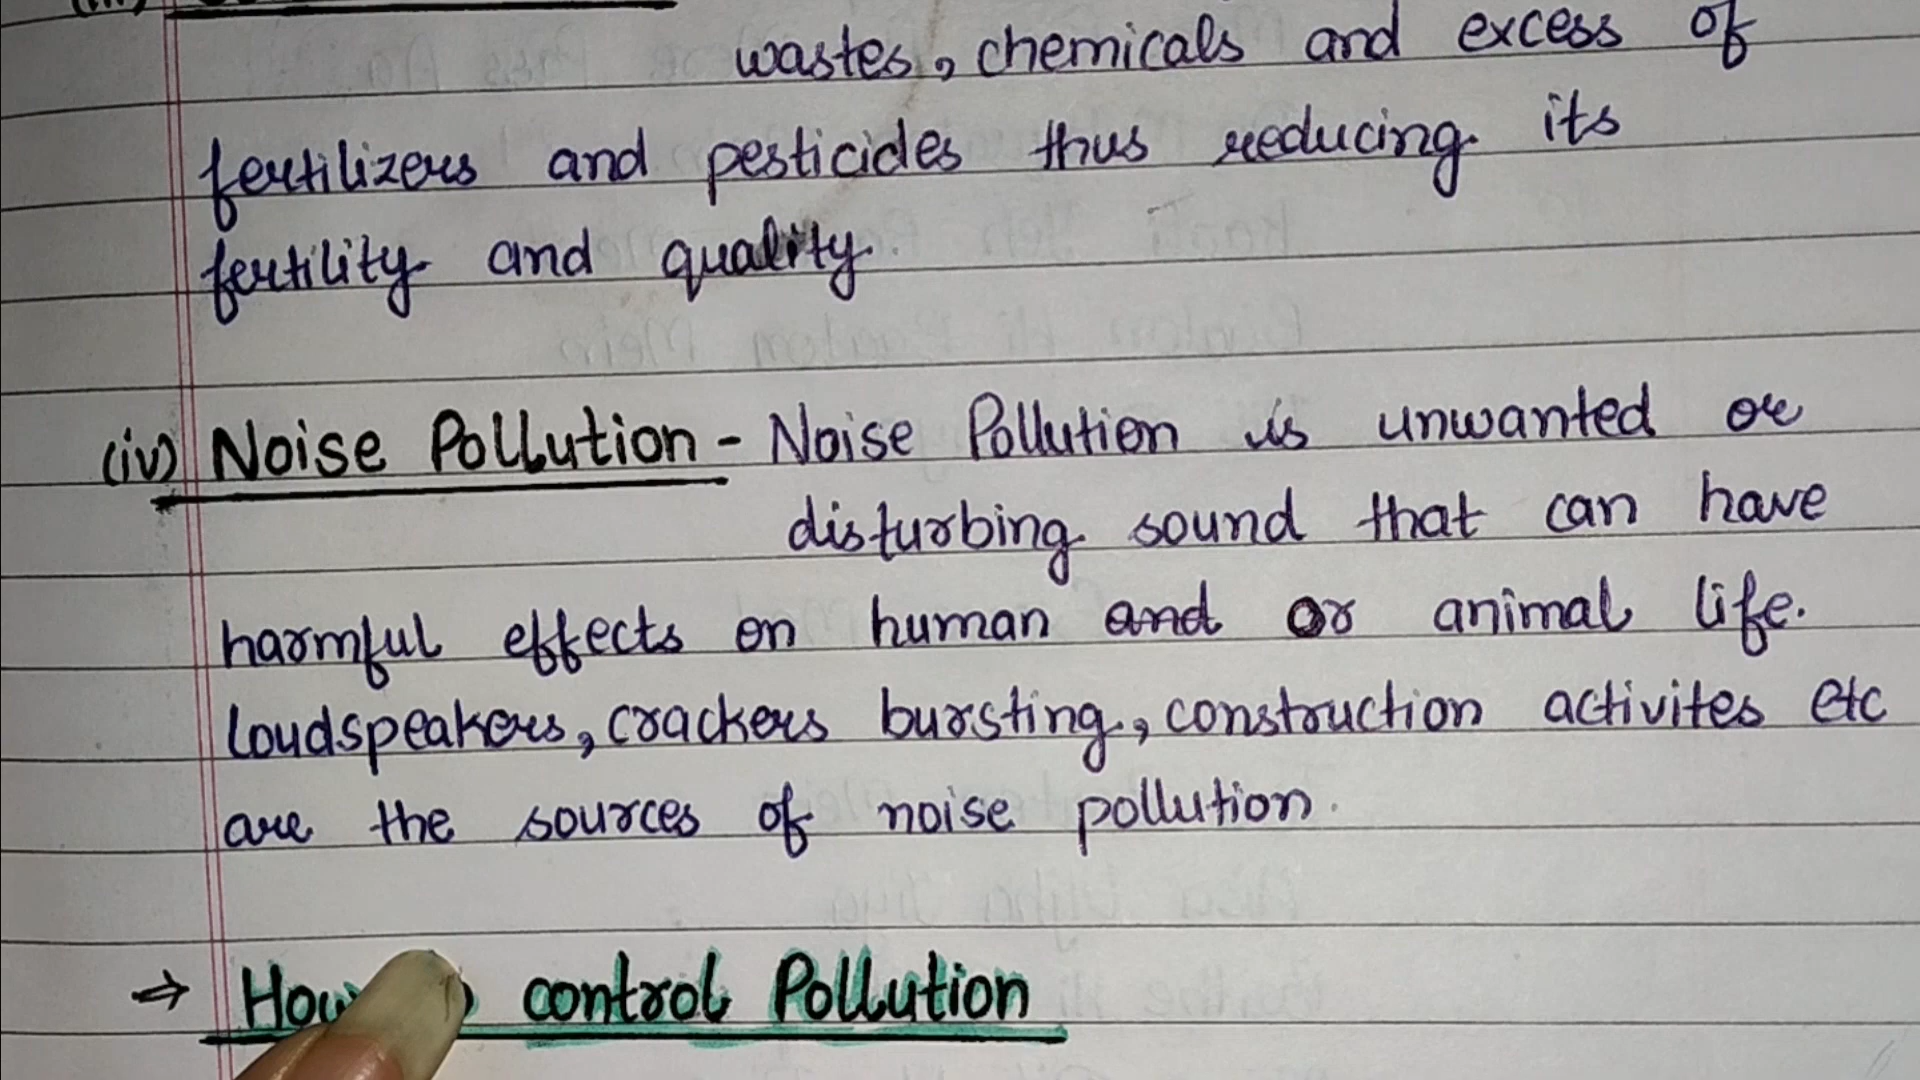 wastes, chemicals and excess of
fertilizers and pesticides thus reducing its
fertility and quality
(iv) Noise Pollution - Noise Pollution is unwanted or
disturbing sound that can have
harmful effects on human and or animal life.
loudspeakers, crackers bursting, construction activites etc
are the sources of noise pollution.
→ How control Pollution